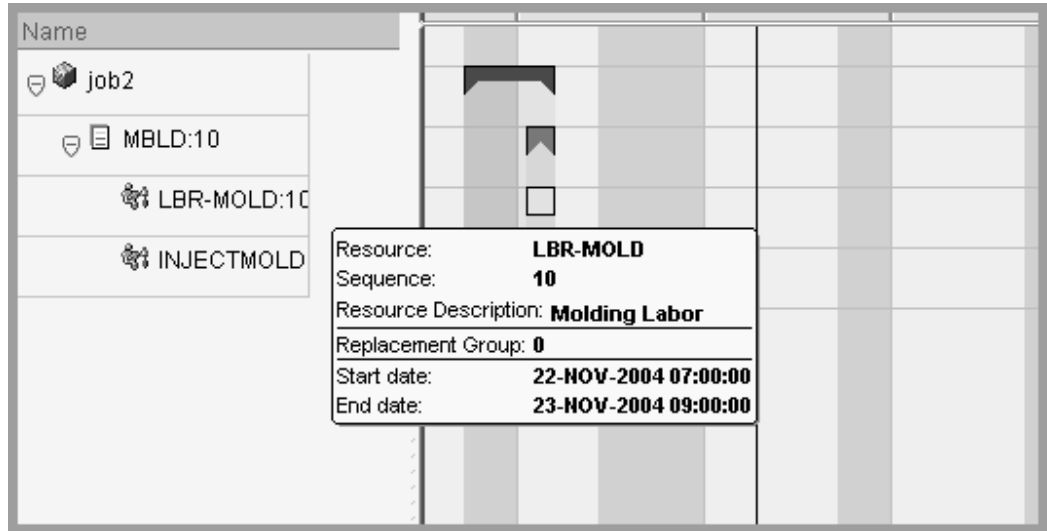 Name
job2
MBLD:10
LBR-MOLD:10
INJECTMOLD
Resource: LBR-MOLD
Sequence: 10
Resource Description: Molding Labor
Replacement Group: 0
Start date: 22-NOV-2004 07:00:00
End date: 23-NOV-2004 09:00:00